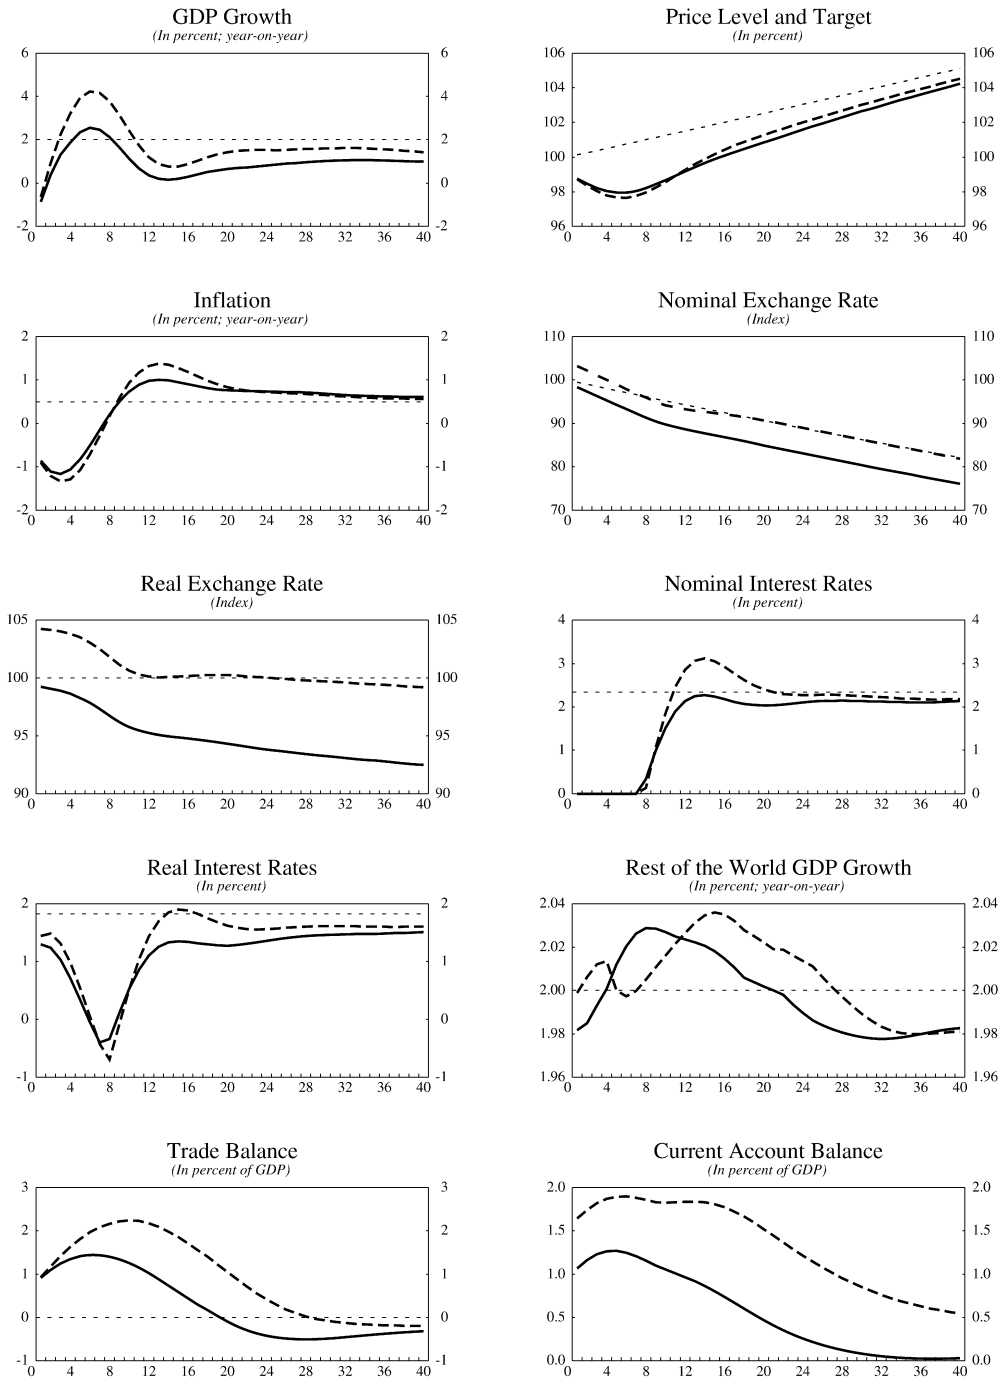 GDP Growth
(In percent; year-on-year)
6 6
4 4
2 2
0 0
-2 -2
0 4 8 12 16 20 24 28 32 36 40
Price Level and Target
(In percent)
106 106
104 104
102 102
100 100
98 98
96 96
0 4 8 12 16 20 24 28 32 36 40
Inflation
(In percent; year-on-year)
2 2
1 1
0 0
-1 -1
-2 -2
0 4 8 12 16 20 24 28 32 36 40
Nominal Exchange Rate
(Index)
110 110
100 100
90 90
80 80
70 70
0 4 8 12 16 20 24 28 32 36 40
Real Exchange Rate
(Index)
105 105
100 100
95 95
90 90
0 4 8 12 16 20 24 28 32 36 40
Nominal Interest Rates
(In percent)
4 4
3 3
2 2
1 1
0 0
0 4 8 12 16 20 24 28 32 36 40
Real Interest Rates
(In percent)
2 2
1 1
0 0
-1 -1
0 4 8 12 16 20 24 28 32 36 40
Rest of the World GDP Growth
(In percent; year-on-year)
2.04 2.04
2.02 2.02
2.00 2.00
1.98 1.98
1.96 1.96
0 4 8 12 16 20 24 28 32 36 40
Trade Balance
(In percent of GDP)
3 3
2 2
1 1
0 0
-1 -1
0 4 8 12 16 20 24 28 32 36 40
Current Account Balance
(In percent of GDP)
2.0 2.0
1.5 1.5
1.0 1.0
0.5 0.5
0.0 0.0
0 4 8 12 16 20 24 28 32 36 40